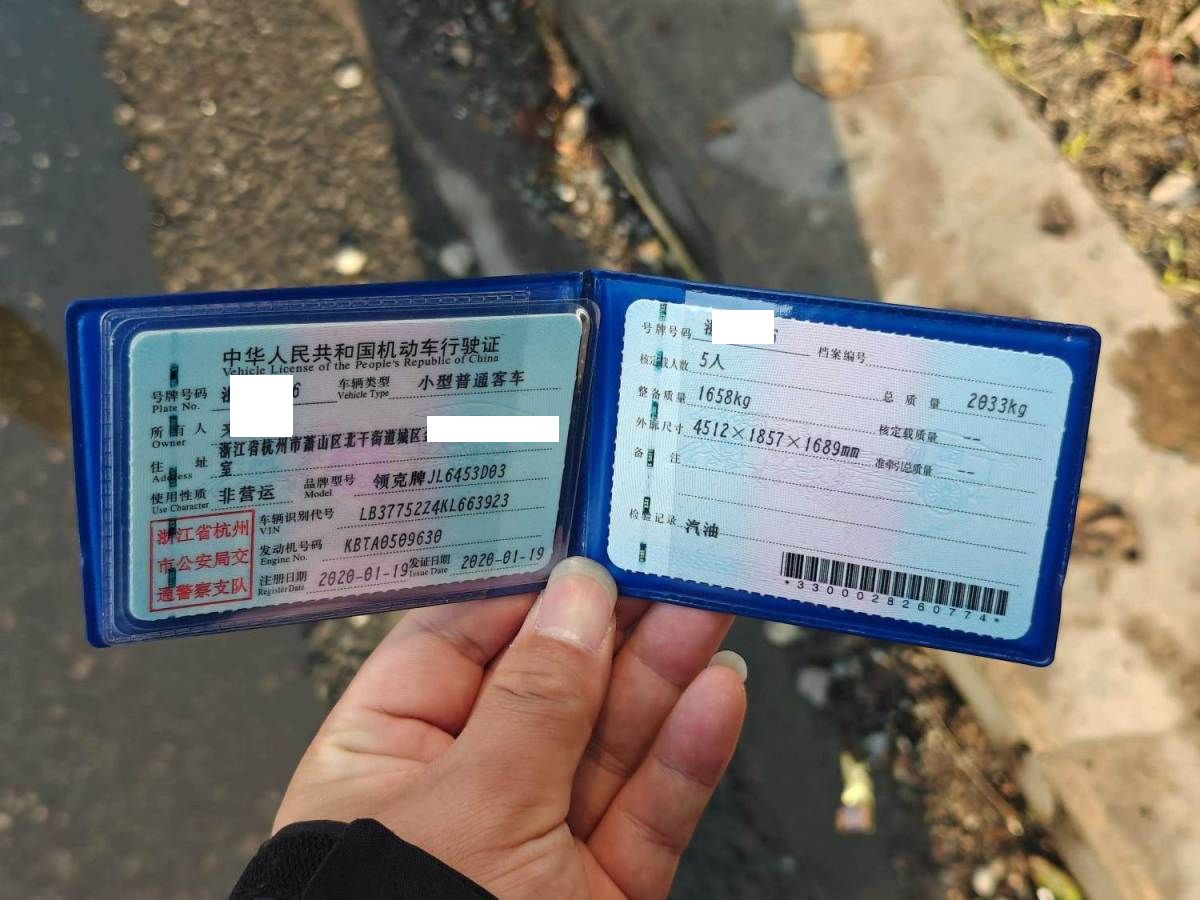 中华人民共和国机动车行驶证
Vehicle License of the People's Republic of China
号牌号码 6 车辆类型 小型普通客车
Plate No. Vehicle Type
所有人
Owner
浙江省杭州市萧山区北干街道城区
住址 室
Address
使用性质 非营运 品牌型号 领克牌JL6453D03
Use Character Model
浙江省杭州
市公安局交
通警察支队
车辆识别代号 LB37752Z4KL663923
VIN
发动机号码 KBTA0509630
Engine No.
注册日期 2020-01-19 发证日期 2020-01-19
Register Date Issue Date
号牌号码 档案编号
核定载人数 5人 总质量 2033kg
整备质量 1658kg 核定载质量 --
外廓尺寸 4512×1857×1689mm 准牵引总质量 --
备注
检验记录 汽油
*3300028260774*